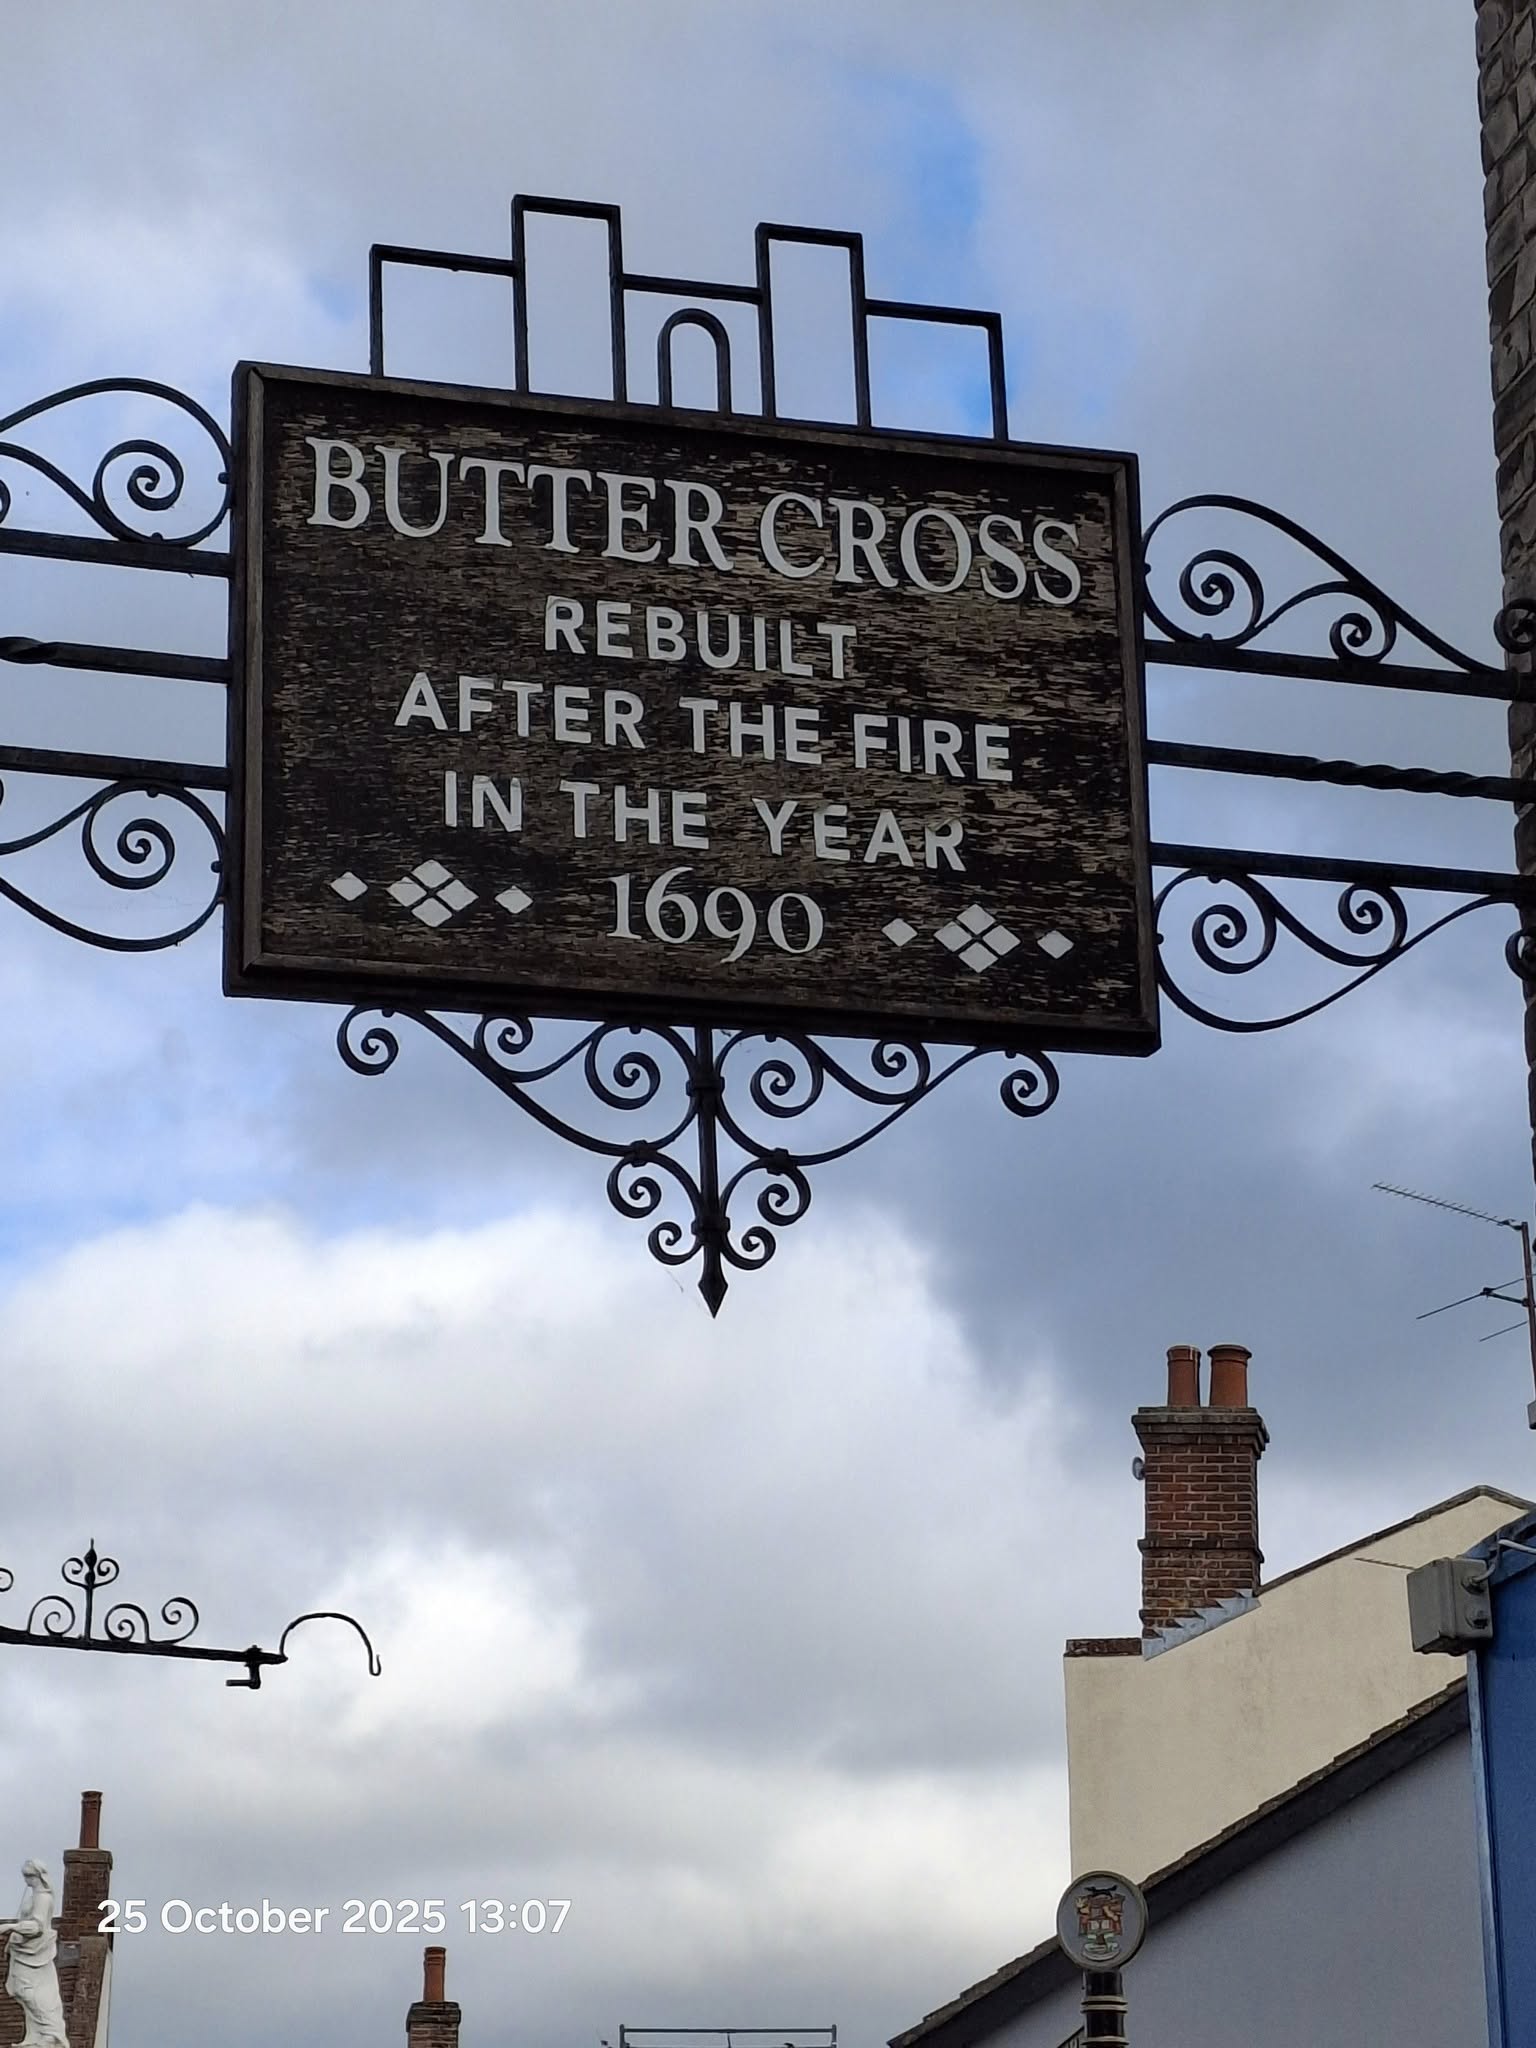 BUTTER CROSS
REBUILT
AFTER THE FIRE
IN THE YEAR
1690
25 October 2025 13:07